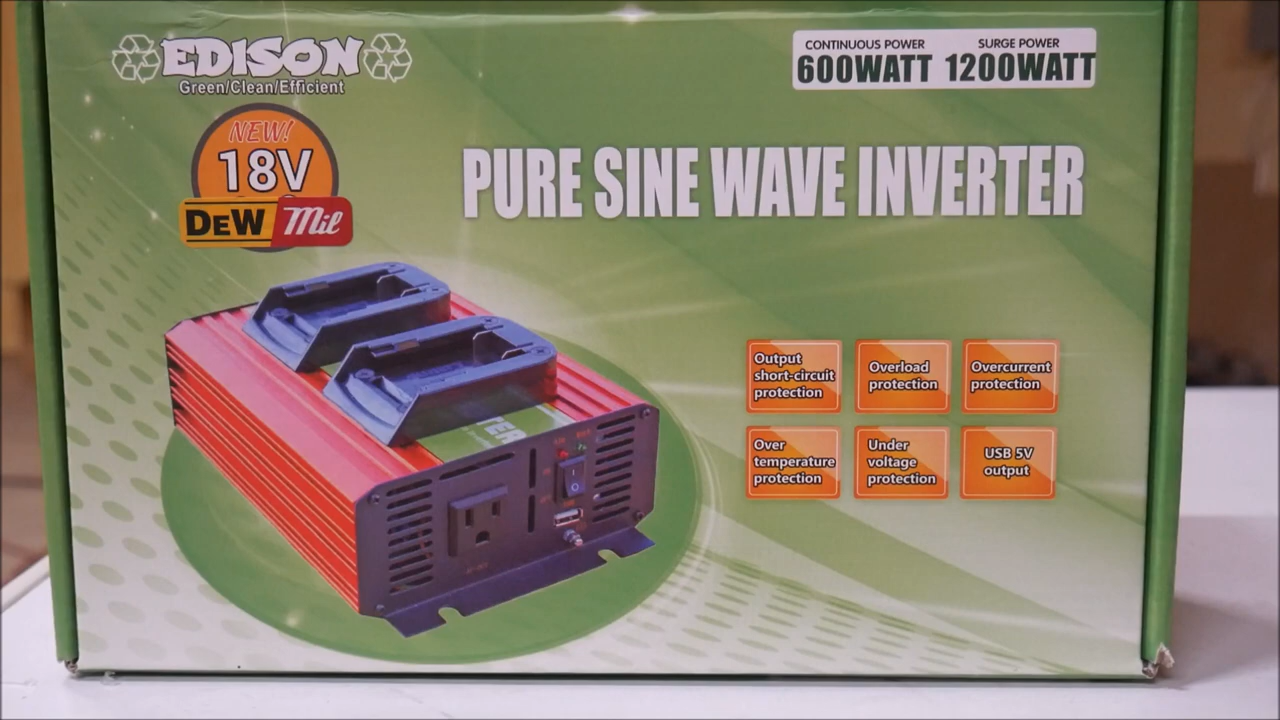 EDISON
Green/Clean/Efficient
CONTINUOUS POWER SURGE POWER
600WATT 1200WATT
NEW!
18V
DEW Mil
PURE SINE WAVE INVERTER
Output
short-circuit
protection
Overload
protection
Overcurrent
protection
Over
temperature
protection
Under
voltage
protection
USB 5V
output